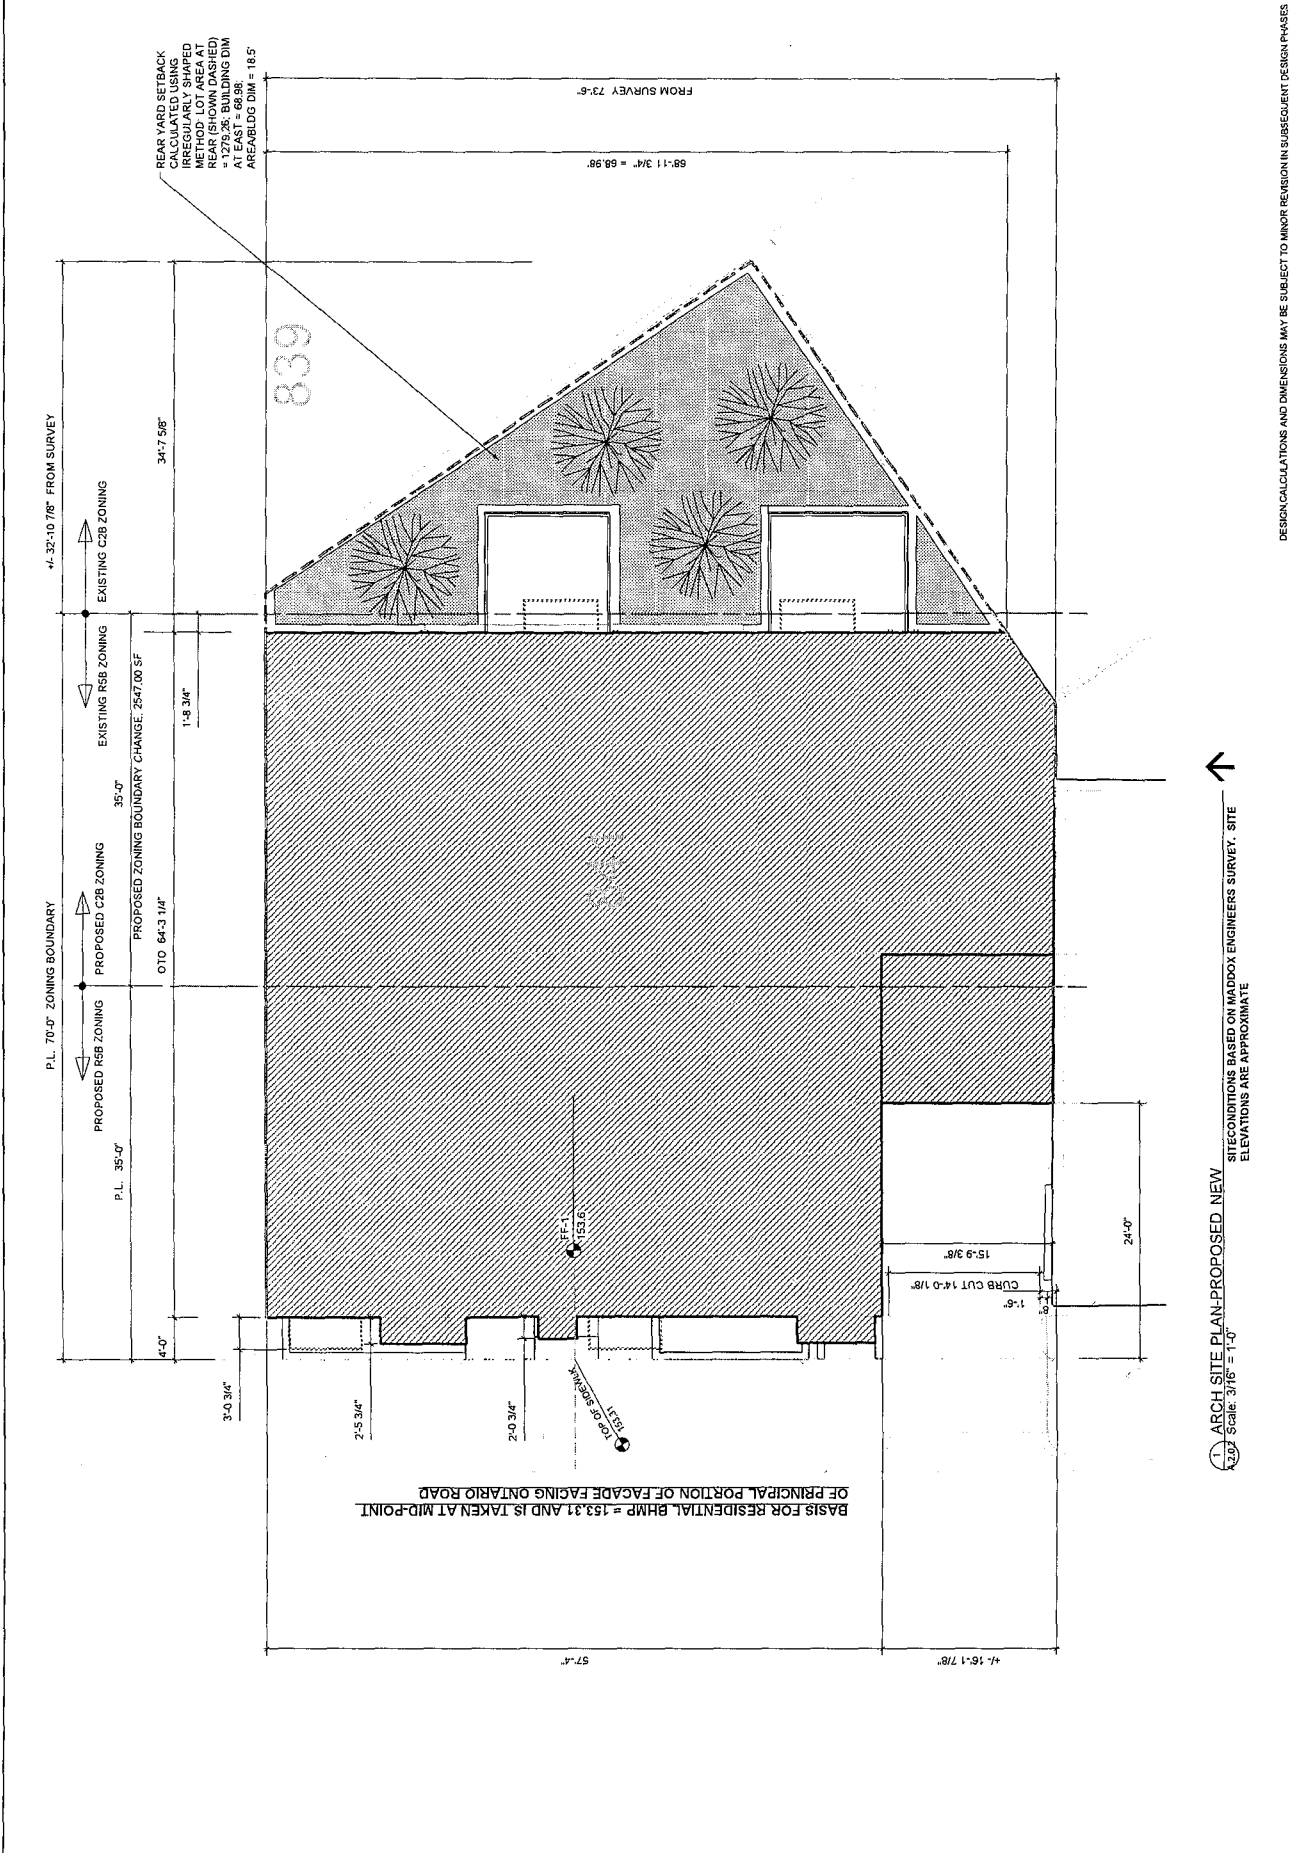 REAR YARD SETBACK
CALCULATED USING
IRREGULARLY SHAPED
METHOD: LOT AREA AT
REAR (SHOWN DASHED)
= 1279.26; BUILDING DIM
AT EAST = 68.98;
AREA/BLDG DIM = 18.5'
FROM SURVEY 73'-6"
68'-11 3/4" = 68.98'
839
+/- 32'-10 7/8" FROM SURVEY
34'-7 5/8"
EXISTING C2B ZONING
EXISTING R5B ZONING
1'-8 3/4"
PROPOSED ZONING BOUNDARY CHANGE, 2547.00 SF
35'-0"
P.L. 70'-0" ZONING BOUNDARY
PROPOSED C2B ZONING
PROPOSED R5B ZONING
OTO 64'-3 1/4"
P.L. 35'-0"
4'-0"
3'-0 3/4"
2'-5 3/4"
2'-0 3/4"
FF-1
153.6
TOP OF SIDEWLK
153.31
15'-9 3/8"
CURB CUT 14'-0 1/8"
1'-6"
8"
24'-0"
BASIS FOR RESIDENTIAL BHMP = 153.31 AND IS TAKEN AT MID-POINT
OF PRINCIPAL PORTION OF FACADE FACING ONTARIO ROAD
57'-4"
+/- 16'-1 7/8"
1
A.2.02
ARCH SITE PLAN-PROPOSED NEW
Scale: 3/16" = 1'-0"
SITECONDITIONS BASED ON MADDOX ENGINEERS SURVEY. SITE
ELEVATIONS ARE APPROXIMATE
DESIGN,CALCULATIONS AND DIMENSIONS MAY BE SUBJECT TO MINOR REVISION IN SUBSEQUENT DESIGN PHASES